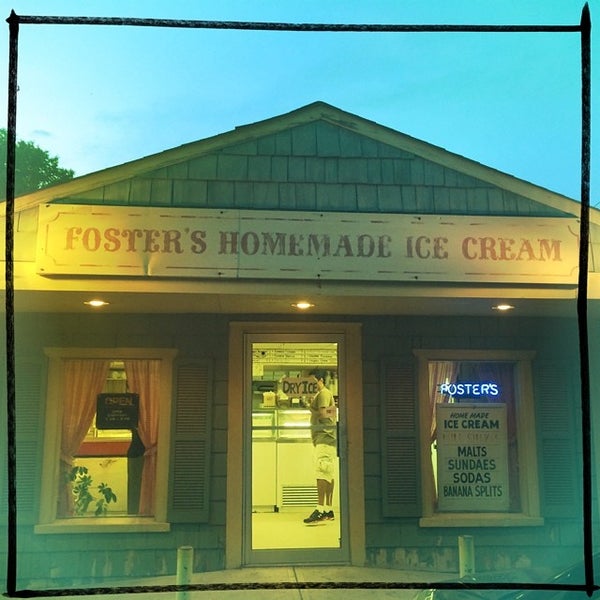 FOSTER'S HOMEMADE ICE CREAM
OPEN
DRY ICE
FOSTER'S
HOME MADE
ICE CREAM
MALTS
SUNDAES
SODAS
BANANA SPLITS